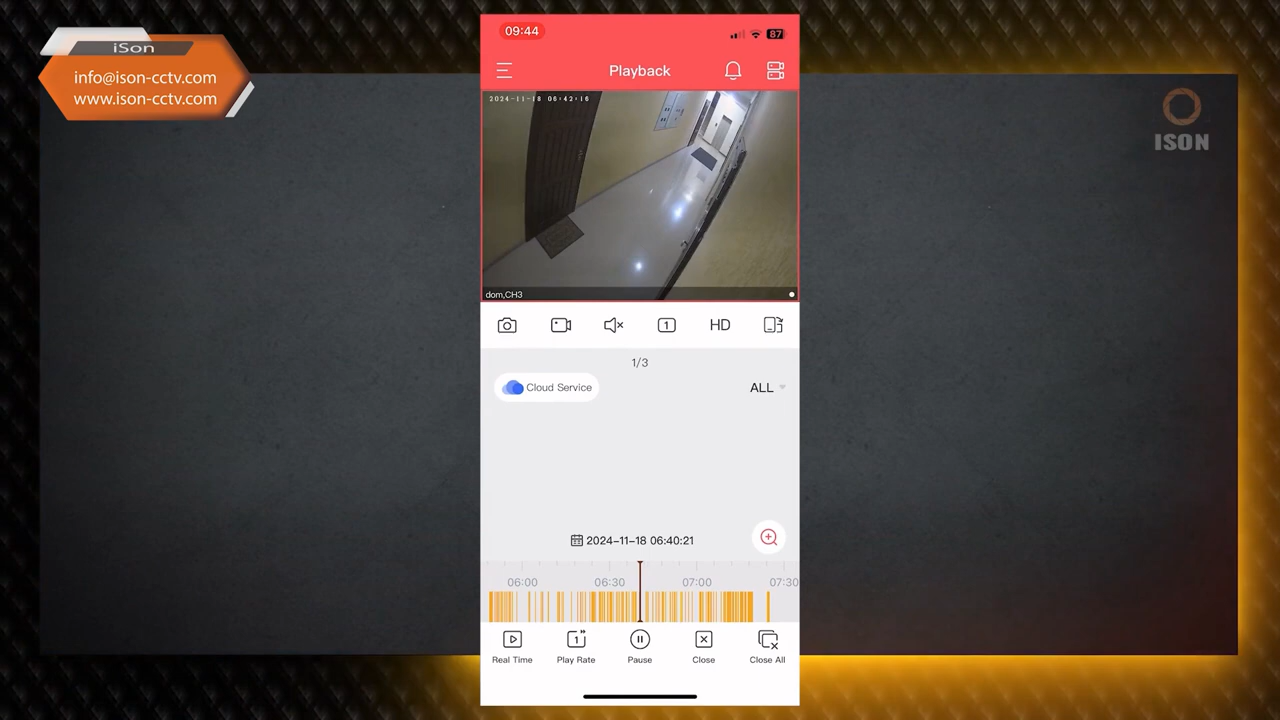 iSon
info@ison-cctv.com
www.ison-cctv.com
ISON
09:44
87
Playback
2024-11-18 06:42:16
dom,CH3
1
HD
1/3
Cloud Service
ALL
2024-11-18 06:40:21
06:00 06:30 07:00 07:30
1
Real Time Play Rate Pause Close Close All